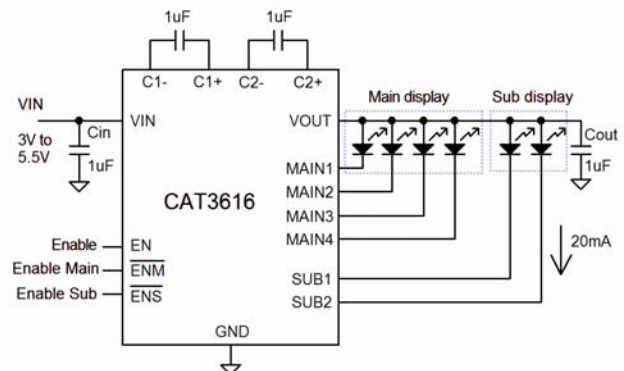 1uF
1uF
C1-
C1+
C2-
C2+
Main display
Sub display
VIN
Cin
VIN
VOUT
Cout
3V to
5.5V
1uF
1uF
MAIN1
MAIN2
CAT3616
MAIN3
MAIN4
20mA
Enable
EN
Enable Main
ENM
SUB1
Enable Sub
ENS
SUB2
GND